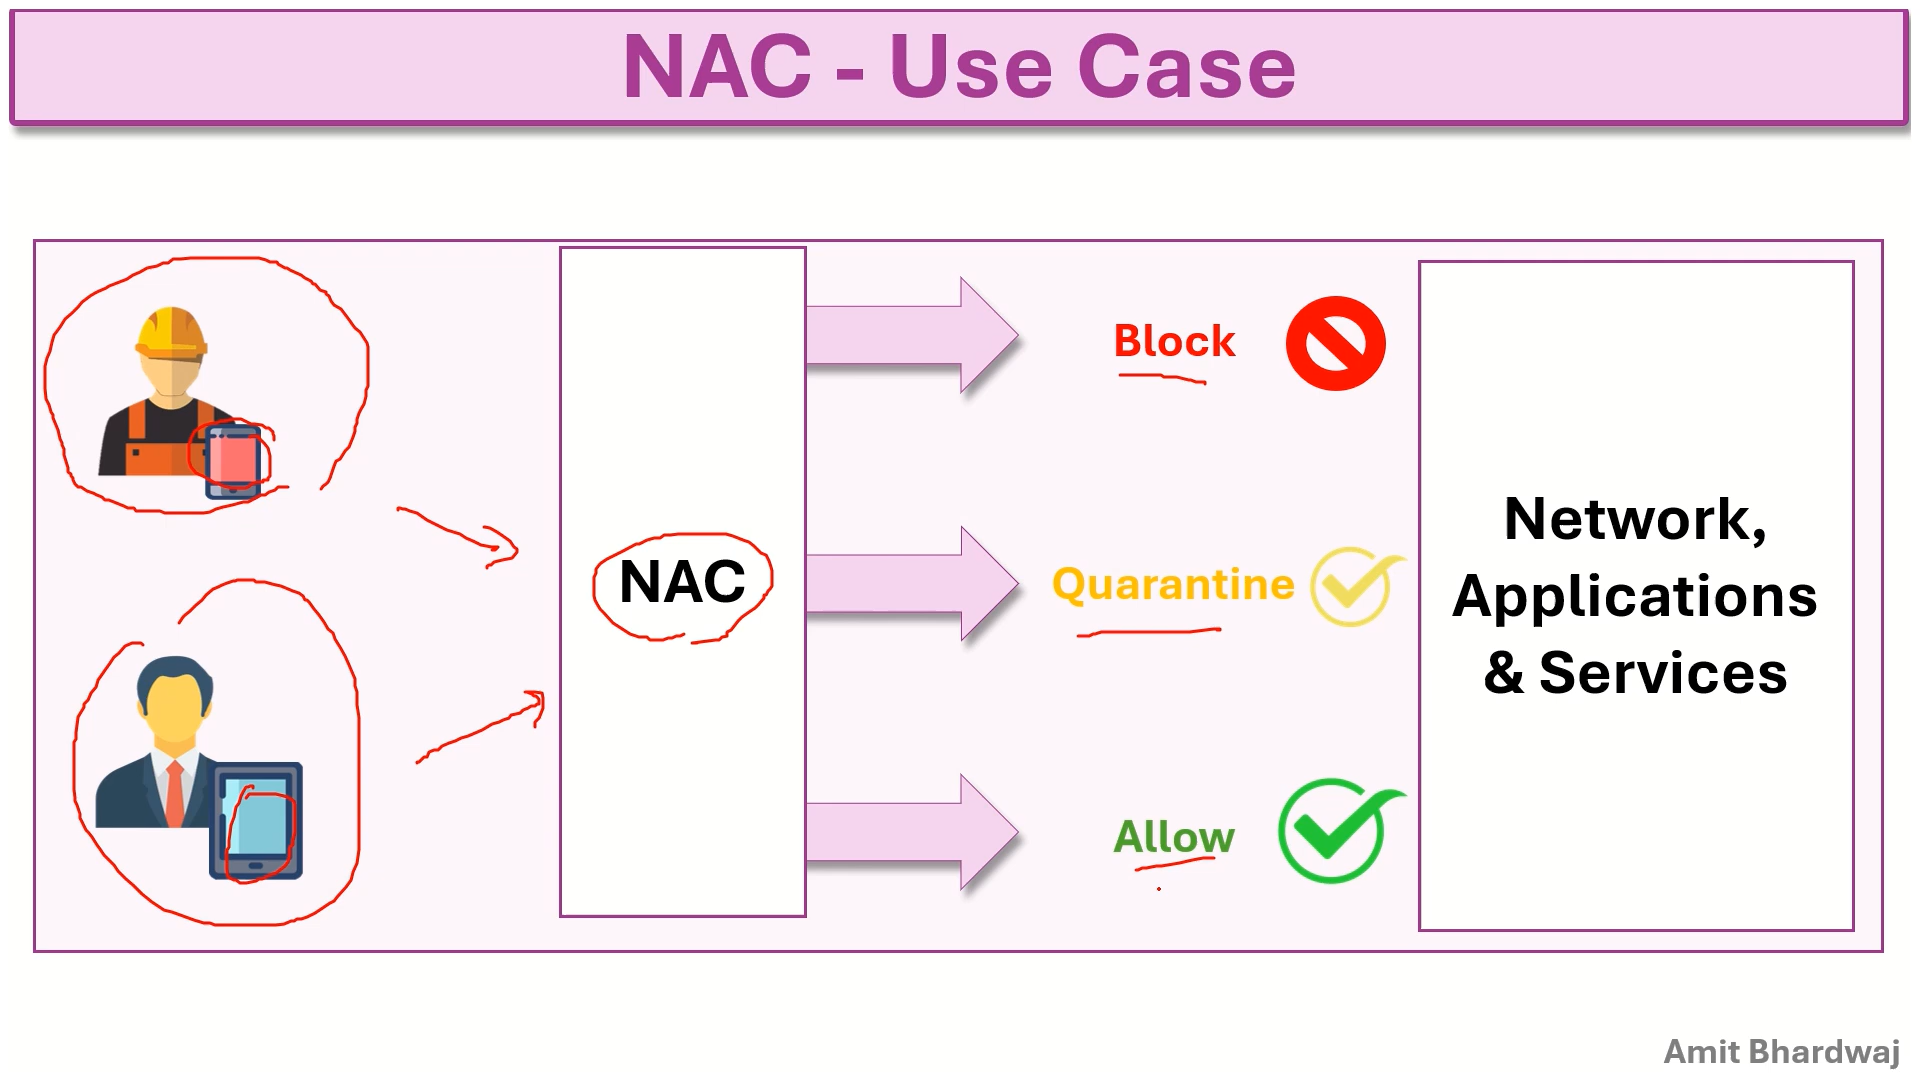 NAC - Use Case
Block
NAC
Quarantine
Allow
Network,
Applications
& Services
Amit Bhardwaj